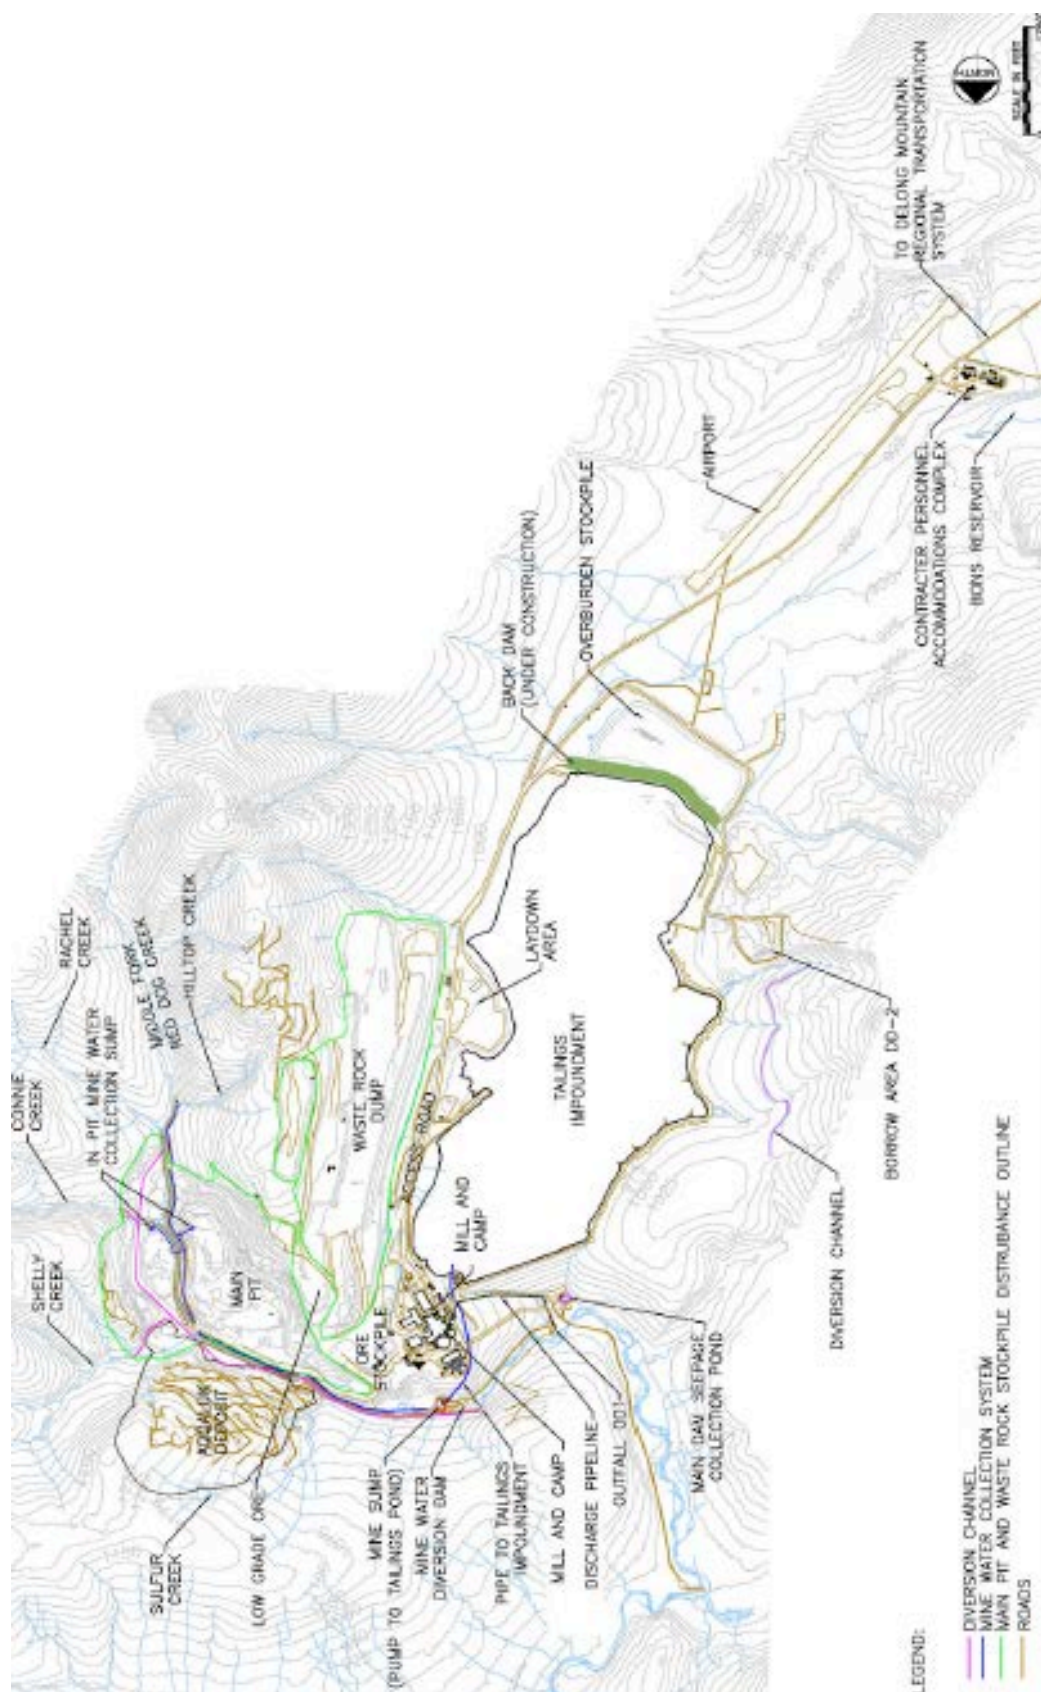 SHELLY
CREEK
CONNIE
CREEK
RACHEL
CREEK
IN PIT MINE WATER
COLLECTION SUMP
MIDDLE FORK
RED DOG CREEK
HILLTOP CREEK
SULFUR
CREEK
AQQALUK
DEPOSIT
MAIN
PIT
LOW GRADE ORE
WASTE ROCK
DUMP
ORE
STOCKPILE
ACCESS ROAD
MILL AND
CAMP
LAYDOWN
AREA
TAILINGS
IMPOUNDMENT
BACK DAM
(UNDER CONSTRUCTION)
OVERBURDEN STOCKPILE
AIRPORT
TO DELONG MOUNTAIN
REGIONAL TRANSPORTATION
SYSTEM
NORTH
SCALE IN FEET
MINE SUMP
(PUMP TO TAILINGS POND)
MINE WATER
DIVERSION DAM
PIPE TO TAILINGS
IMPOUNDMENT
MILL AND CAMP
DISCHARGE PIPELINE
OUTFALL 001
MAIN DAM SEEPAGE
COLLECTION POND
DIVERSION CHANNEL
BORROW AREA DD-2
CONTRACTER PERSONNEL
ACCOMMODATIONS COMPLEX
BONS RESERVOIR
LEGEND:
DIVERSION CHANNEL
MINE WATER COLLECTION SYSTEM
MAIN PIT AND WASTE ROCK STOCKPILE DISTRUBANCE OUTLINE
ROADS